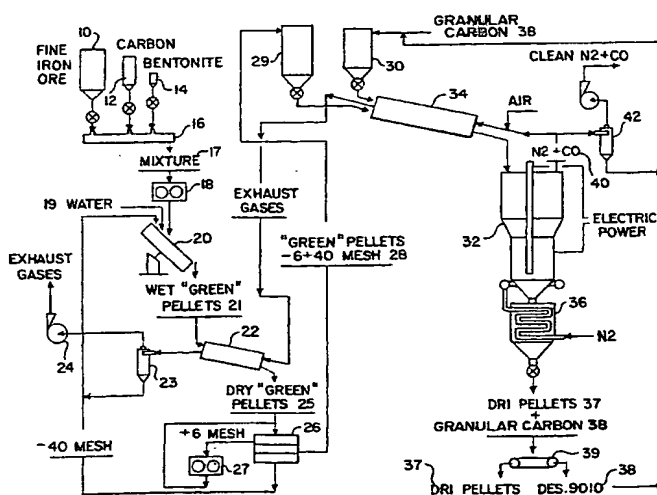 10
FINE
IRON
ORE
CARBON
BENTONITE
12
14
16
MIXTURE 17
18
19 WATER
20
WET "GREEN"
PELLETS 21
EXHAUST
GASES
24
23
22
DRY "GREEN"
PELLETS 25
-40 MESH
+6 MESH
26
27
29
30
GRANULAR
CARBON 38
34
EXHAUST
GASES
"GREEN" PELLETS
-6+40 MESH 28
CLEAN N2+CO
AIR
42
N2+CO
40
32
ELECTRIC
POWER
36
N2
DRI PELLETS 37
+
GRANULAR CARBON 38
39
37
DRI PELLETS
38
DES.9010